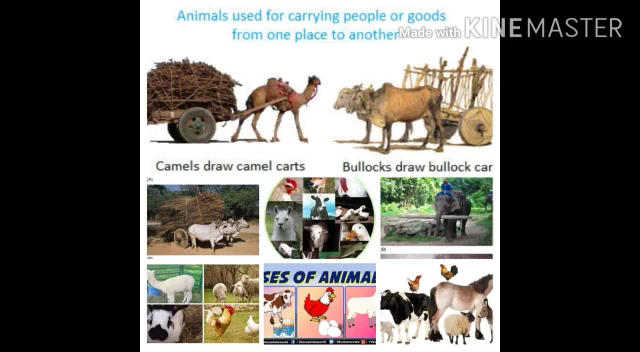 Animals used for carrying people or goods
from one place to another
Made with KINEMASTER
Camels draw camel carts
Bullocks draw bullock car
(A)
(B)
SES OF ANIMAL